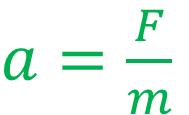 a = F/m